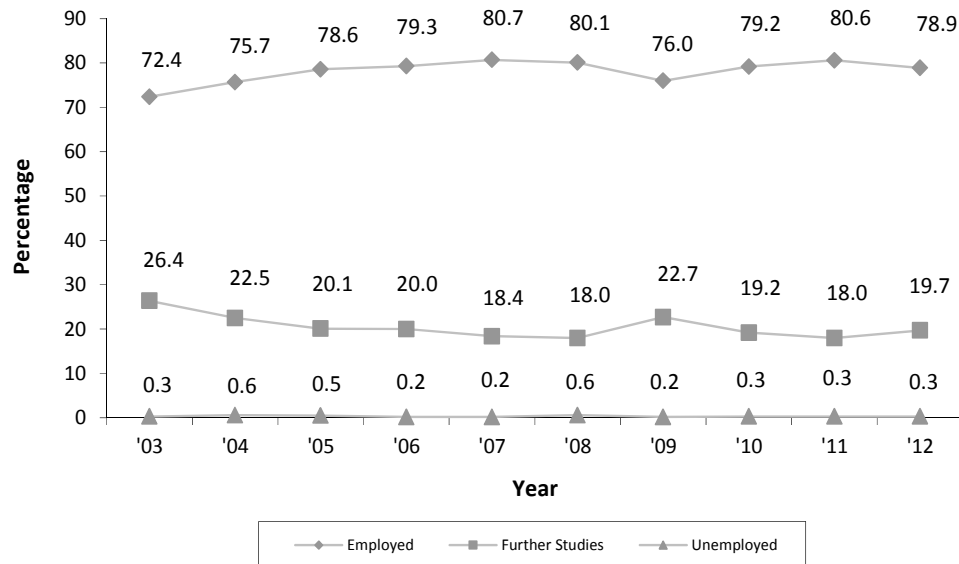 90
80
70
60
50
40
30
20
10
0
Percentage
72.4 75.7 78.6 79.3 80.7 80.1 76.0 79.2 80.6 78.9
26.4 22.5 20.1 20.0 18.4 18.0 22.7 19.2 18.0 19.7
0.3 0.6 0.5 0.2 0.2 0.6 0.2 0.3 0.3 0.3
'03 '04 '05 '06 '07 '08 '09 '10 '11 '12
Year
Employed Further Studies Unemployed